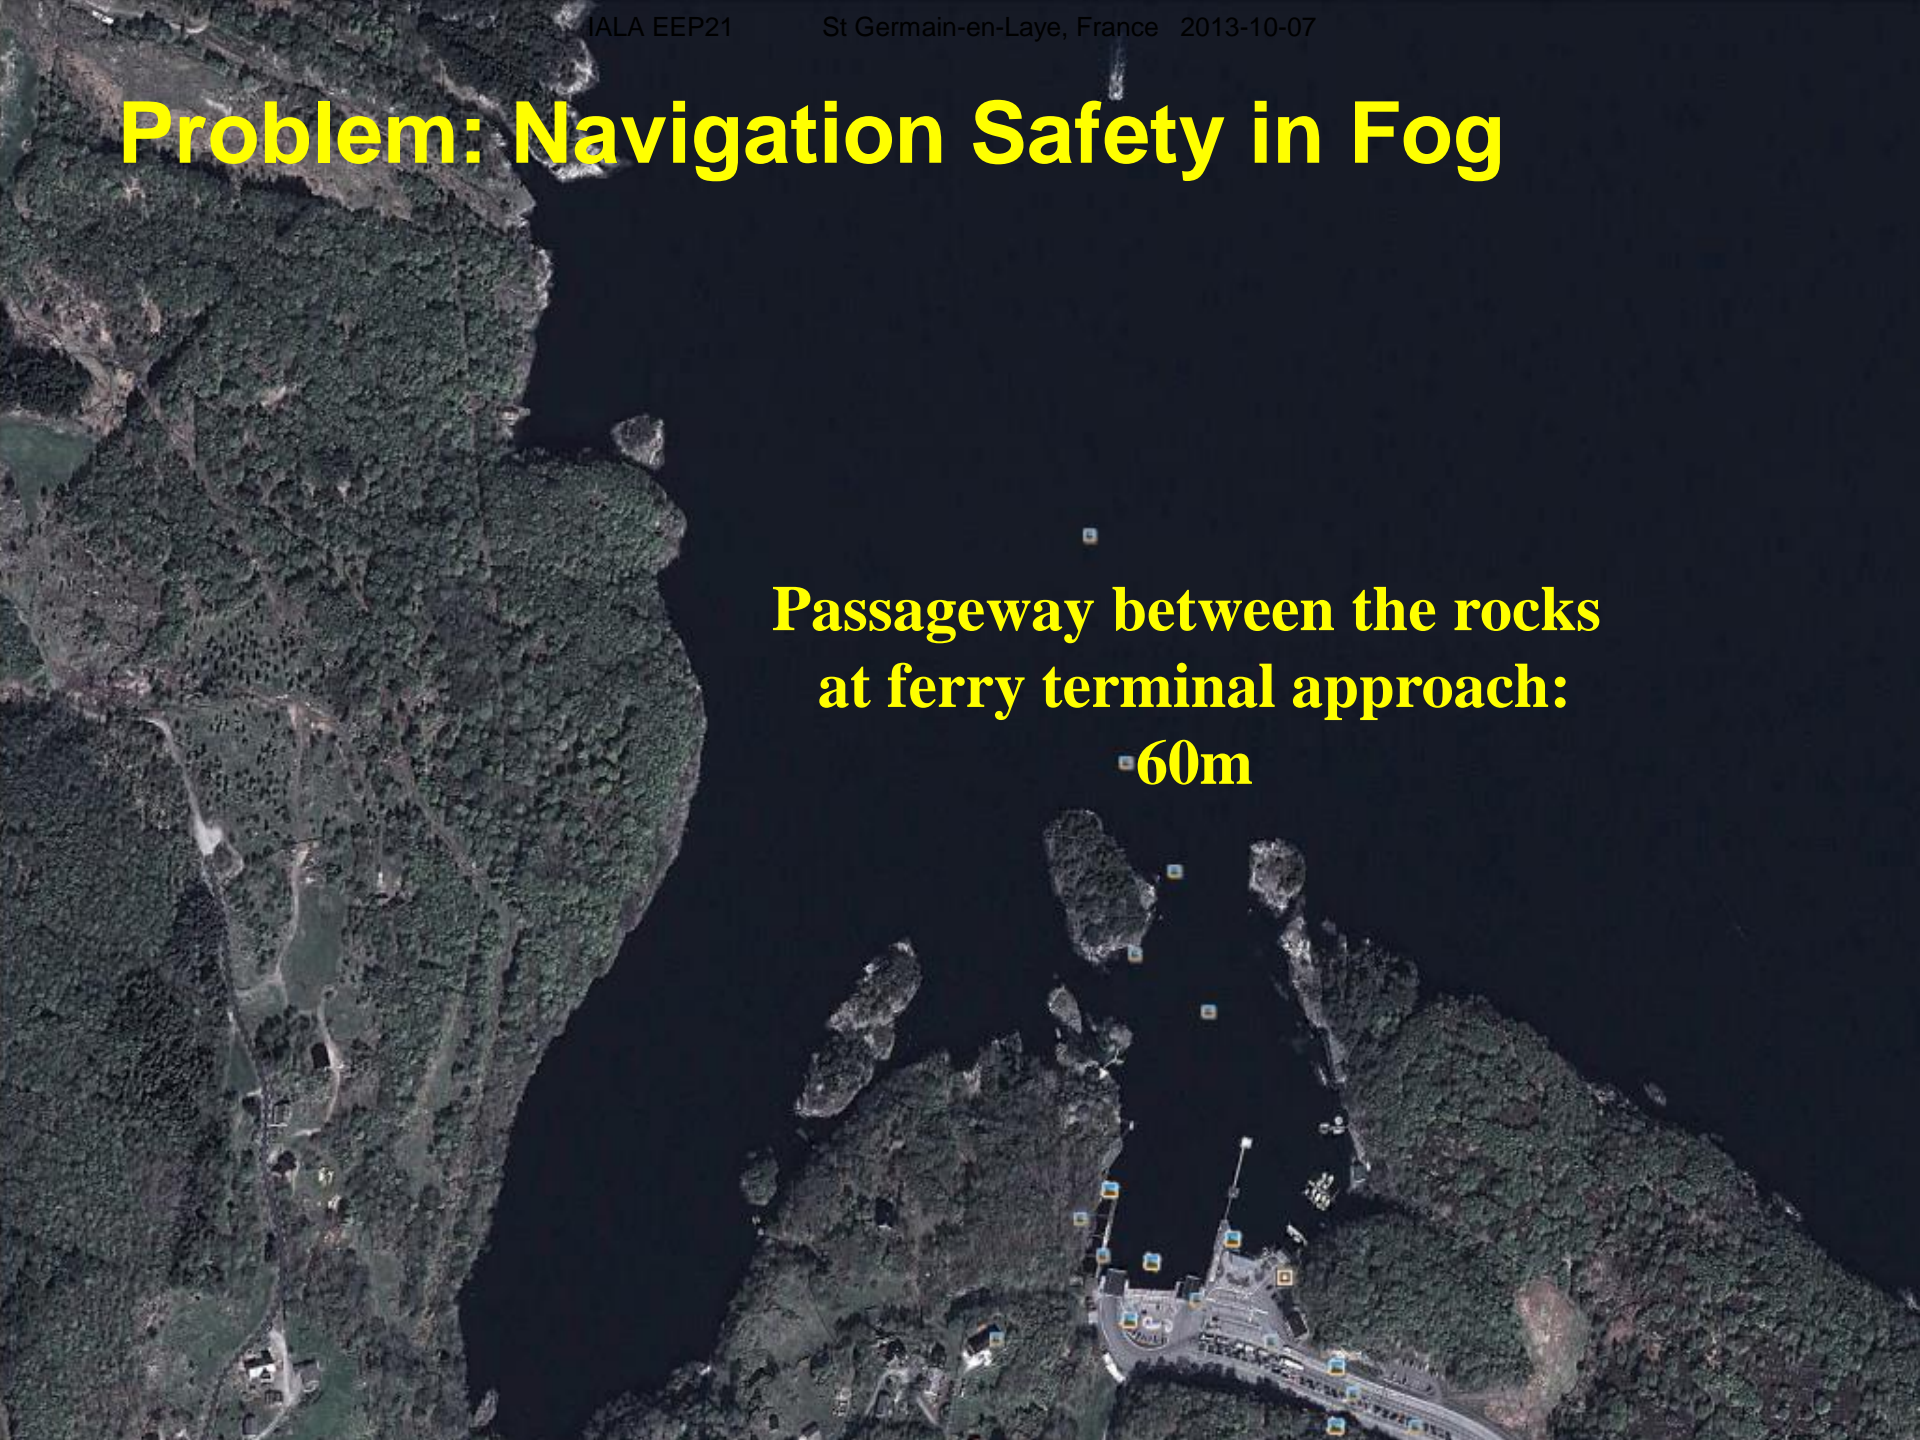 IALA EEP21 St Germain-en-Laye, France 2013-10-07
Problem: Navigation Safety in Fog
Passageway between the rocks
at ferry terminal approach:
60m